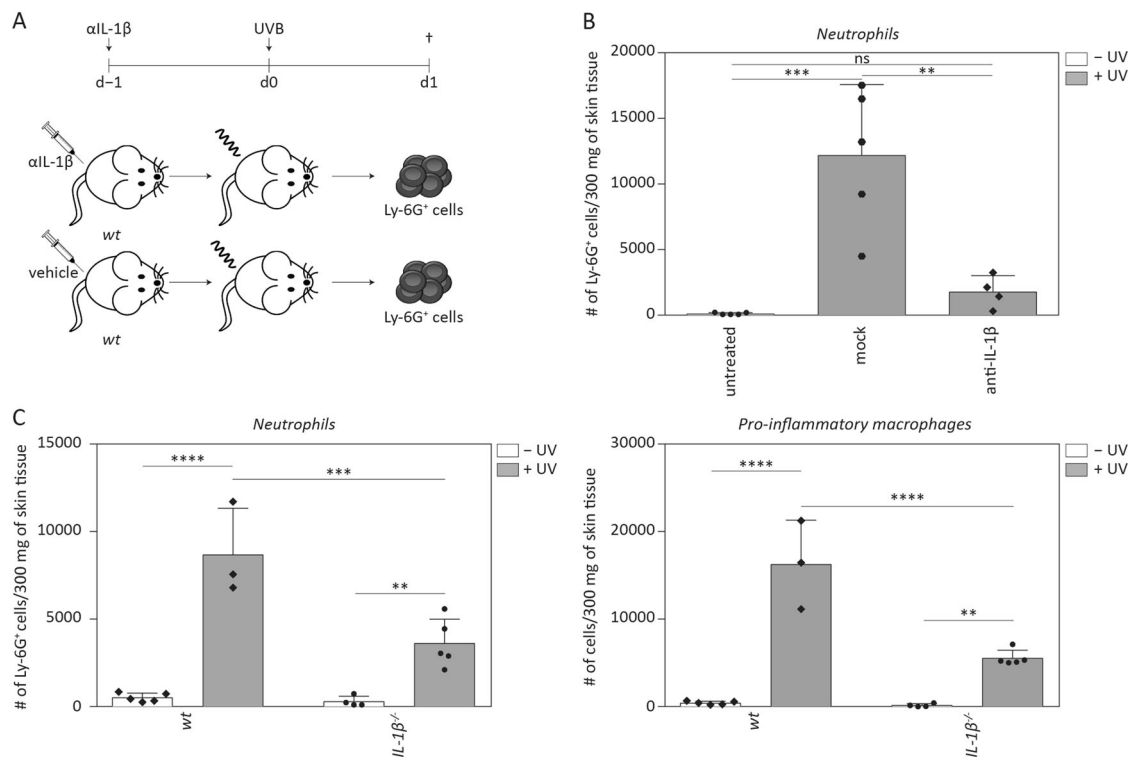 A
αIL-1β
UVB
†
d−1
d0
d1
αIL-1β
wt
Ly-6G⁺ cells
vehicle
wt
Ly-6G⁺ cells
B
Neutrophils
− UV
+ UV
# of Ly-6G⁺ cells/300 mg of skin tissue
20000
15000
10000
5000
0
ns
***
**
untreated
mock
anti-IL-1β
C
Neutrophils
− UV
+ UV
# of Ly-6G⁺ cells/300 mg of skin tissue
15000
10000
5000
0
****
***
**
wt
IL-1β⁻/⁻
Pro-inflammatory macrophages
− UV
+ UV
# of cells/300 mg of skin tissue
30000
20000
10000
0
****
****
**
wt
IL-1β⁻/⁻